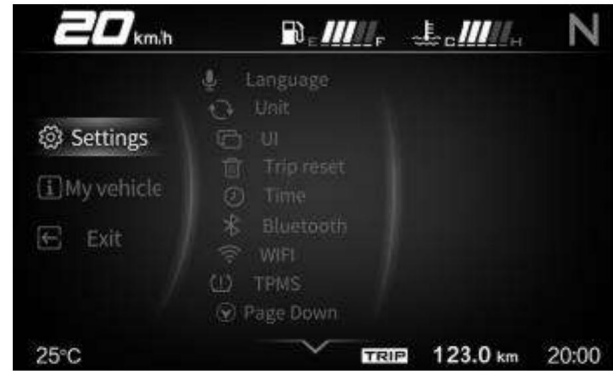 20 km/h E F C H N
Language
Unit
Settings
UI
Trip reset
My vehicle
Time
Bluetooth
Exit
WIFI
TPMS
Page Down
25°C TRIP 123.0 km 20:00